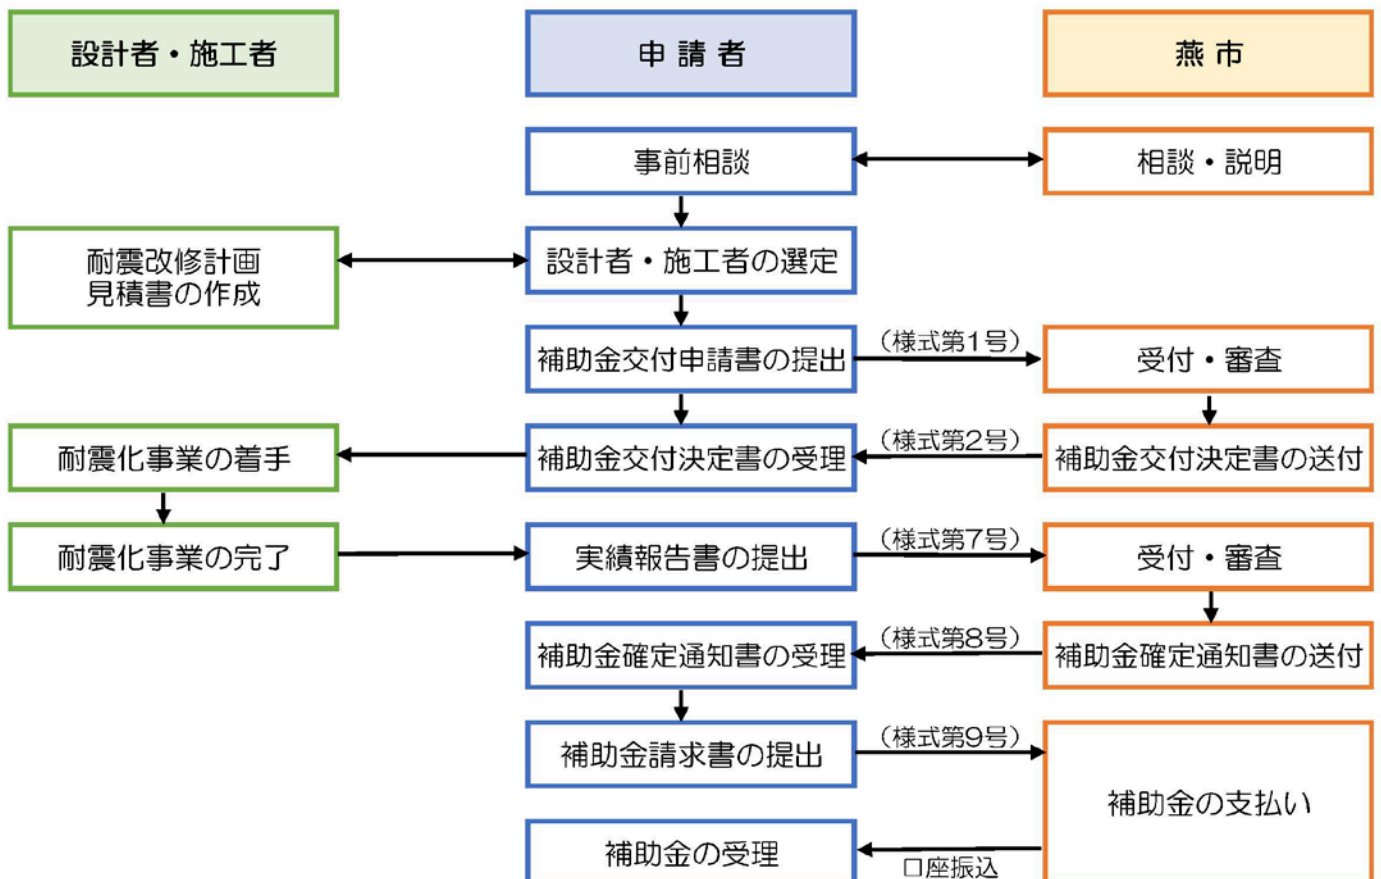 設計者・施工者
申請者
燕市
事前相談
相談・説明
耐震改修計画
見積書の作成
設計者・施工者の選定
補助金交付申請書の提出
(様式第1号)
受付・審査
耐震化事業の着手
補助金交付決定書の受理
(様式第2号)
補助金交付決定書の送付
耐震化事業の完了
実績報告書の提出
(様式第7号)
受付・審査
補助金確定通知書の受理
(様式第8号)
補助金確定通知書の送付
補助金請求書の提出
(様式第9号)
補助金の支払い
補助金の受理
口座振込